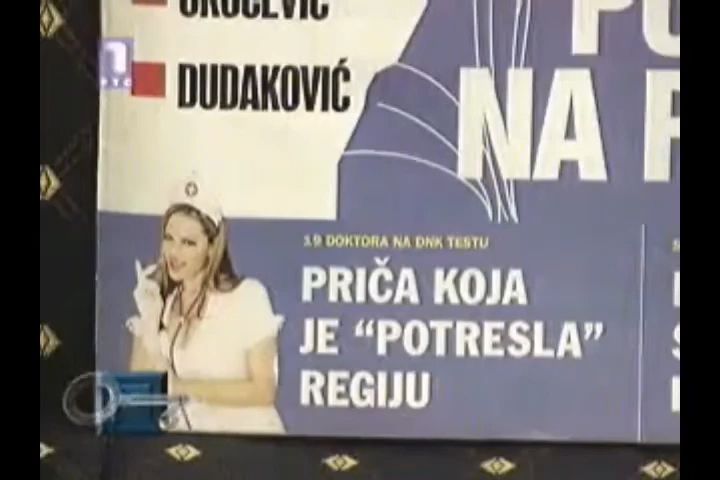 DUDAKOVIĆ
NA
19 DOKTORA NA DNK TESTU
PRIČA KOJA
JE “POTRESLA”
REGIJU